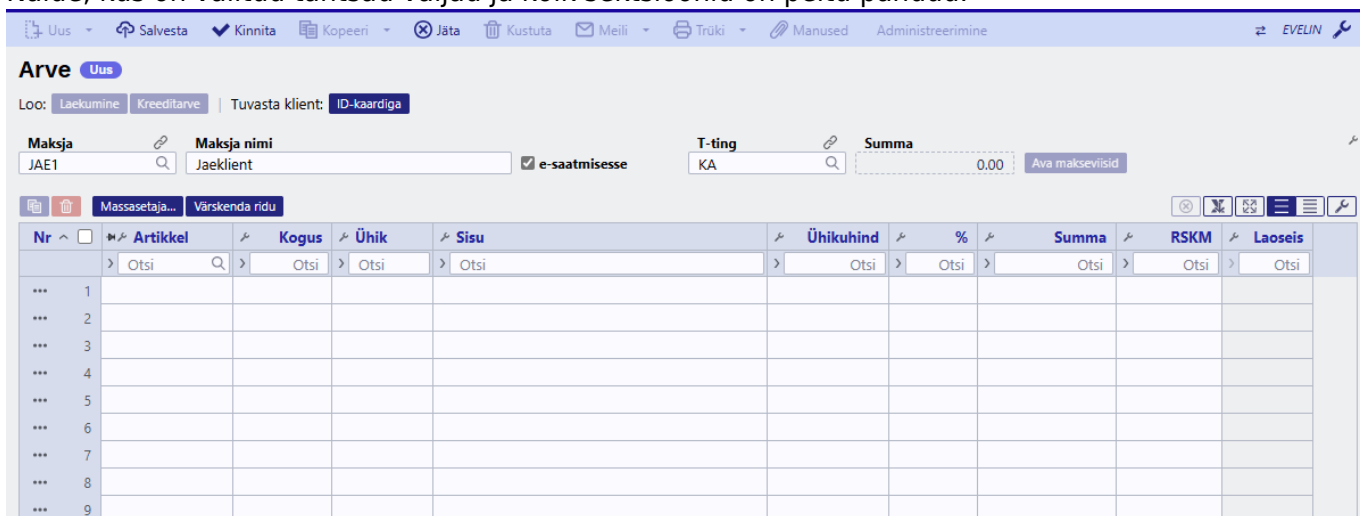 Uus Salvesta Kinnita Kopeeri Jäta Kustuta Meili Trüki Manused Administreerimine EVELIN
Arve Uus
Loo: Laekumine Kreeditarve | Tuvasta klient: ID-kaardiga
Maksja Maksja nimi T-ting Summa
JAE1 Jaeklient e-saatmisesse KA 0.00 Ava makseviisid
Massasetaja... Värskenda ridu
Nr Artikkel Kogus Ühik Sisu Ühikuhind % Summa RSKM Laoseis
Otsi Otsi Otsi Otsi Otsi Otsi Otsi Otsi Otsi
1
2
3
4
5
6
7
8
9